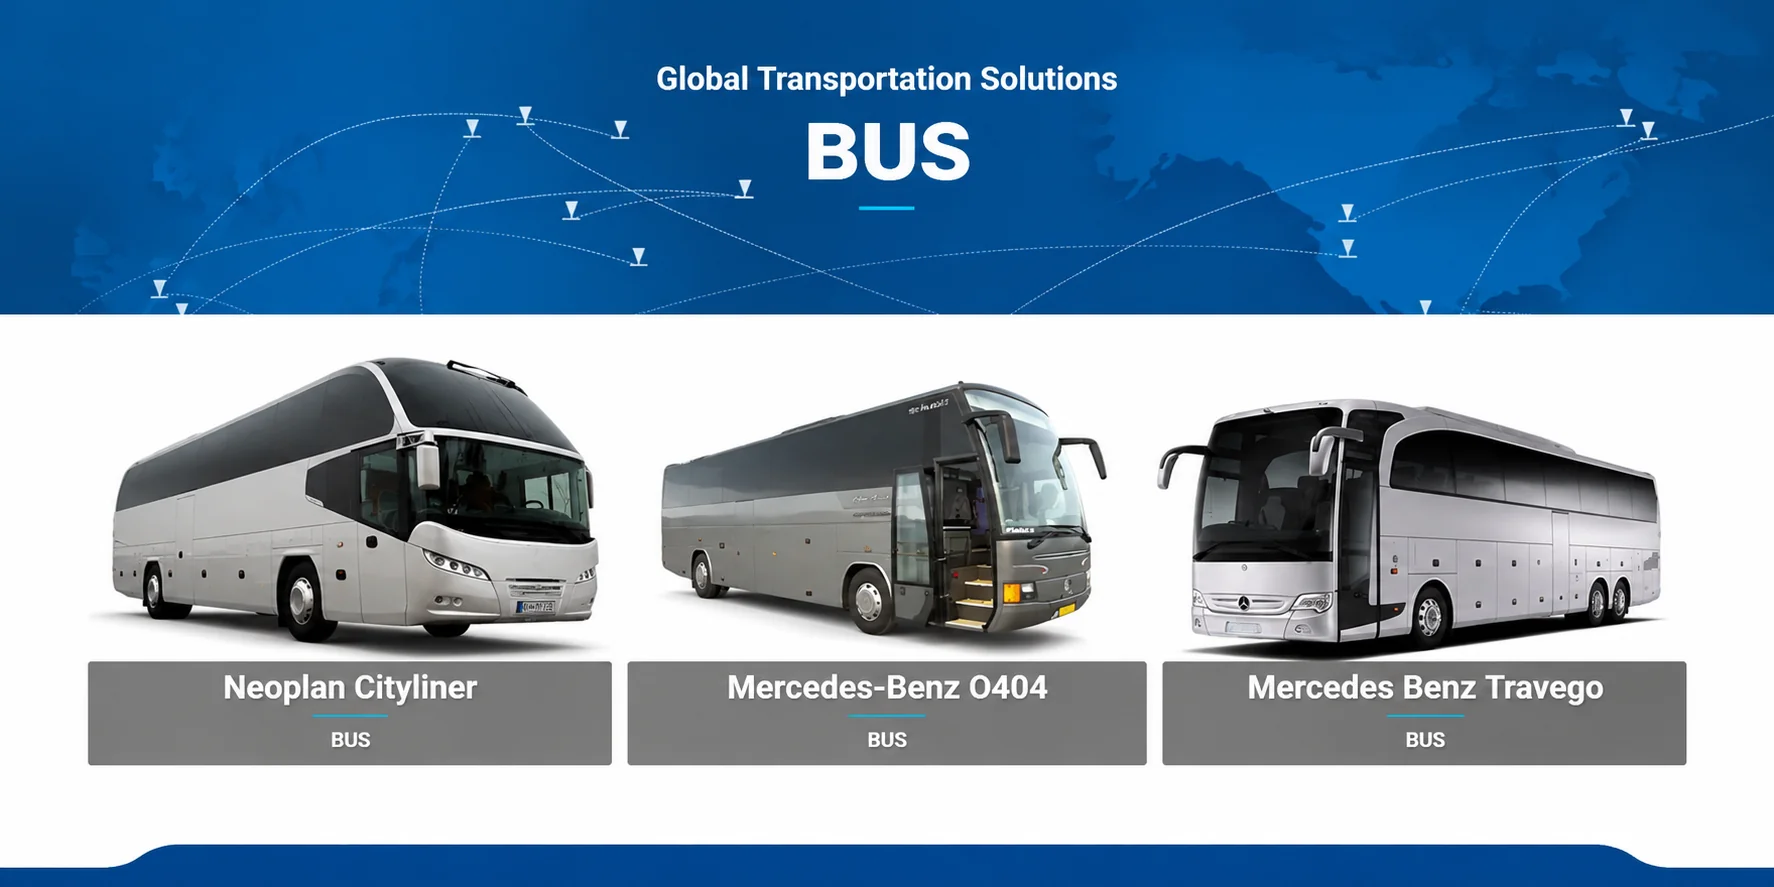 Global Transportation Solutions
BUS
Neoplan Cityliner
BUS
Mercedes-Benz O404
BUS
Mercedes Benz Travego
BUS